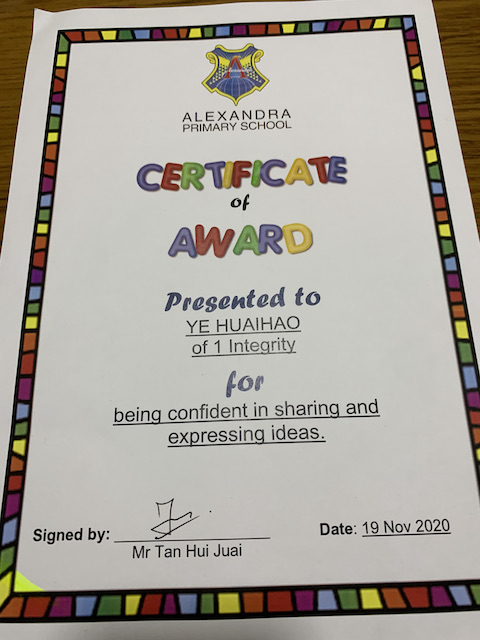 ALEXANDRA
PRIMARY SCHOOL
CERTIFICATE
of
AWARD
Presented to
YE HUAIHAO
of 1 Integrity
for
being confident in sharing and
expressing ideas.
Signed by:
Date: 19 Nov 2020
Mr Tan Hui Juai